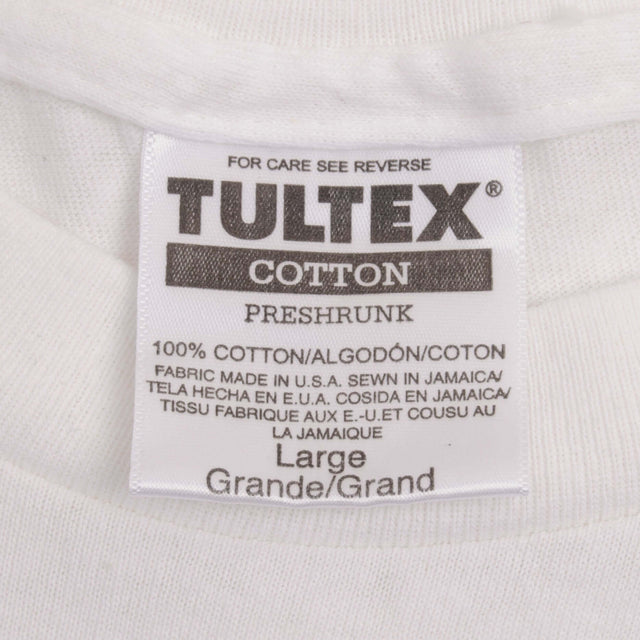 FOR CARE SEE REVERSE
TULTEX®
COTTON
PRESHRUNK
100% COTTON/ALGODÓN/COTON
FABRIC MADE IN U.S.A. SEWN IN JAMAICA/
TELA HECHA EN E.U.A. COSIDA EN JAMAICA/
TISSU FABRIQUE AUX E.-U.ET COUSU AU
LA JAMAIQUE
Large
Grande/Grand